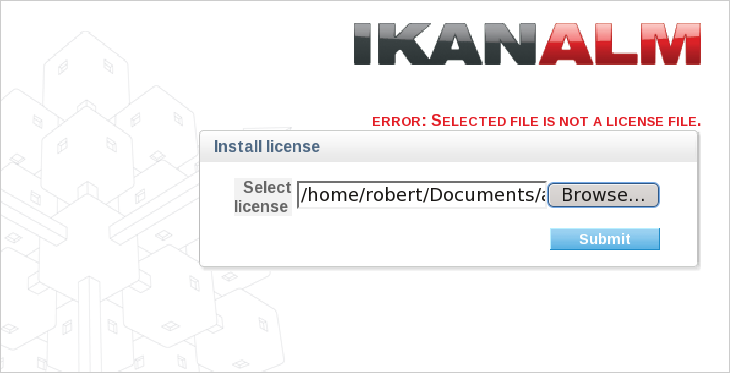 IKANALM
ERROR: SELECTED FILE IS NOT A LICENSE FILE.
Install license
Select
license
/home/robert/Documents/a
Browse...
Submit